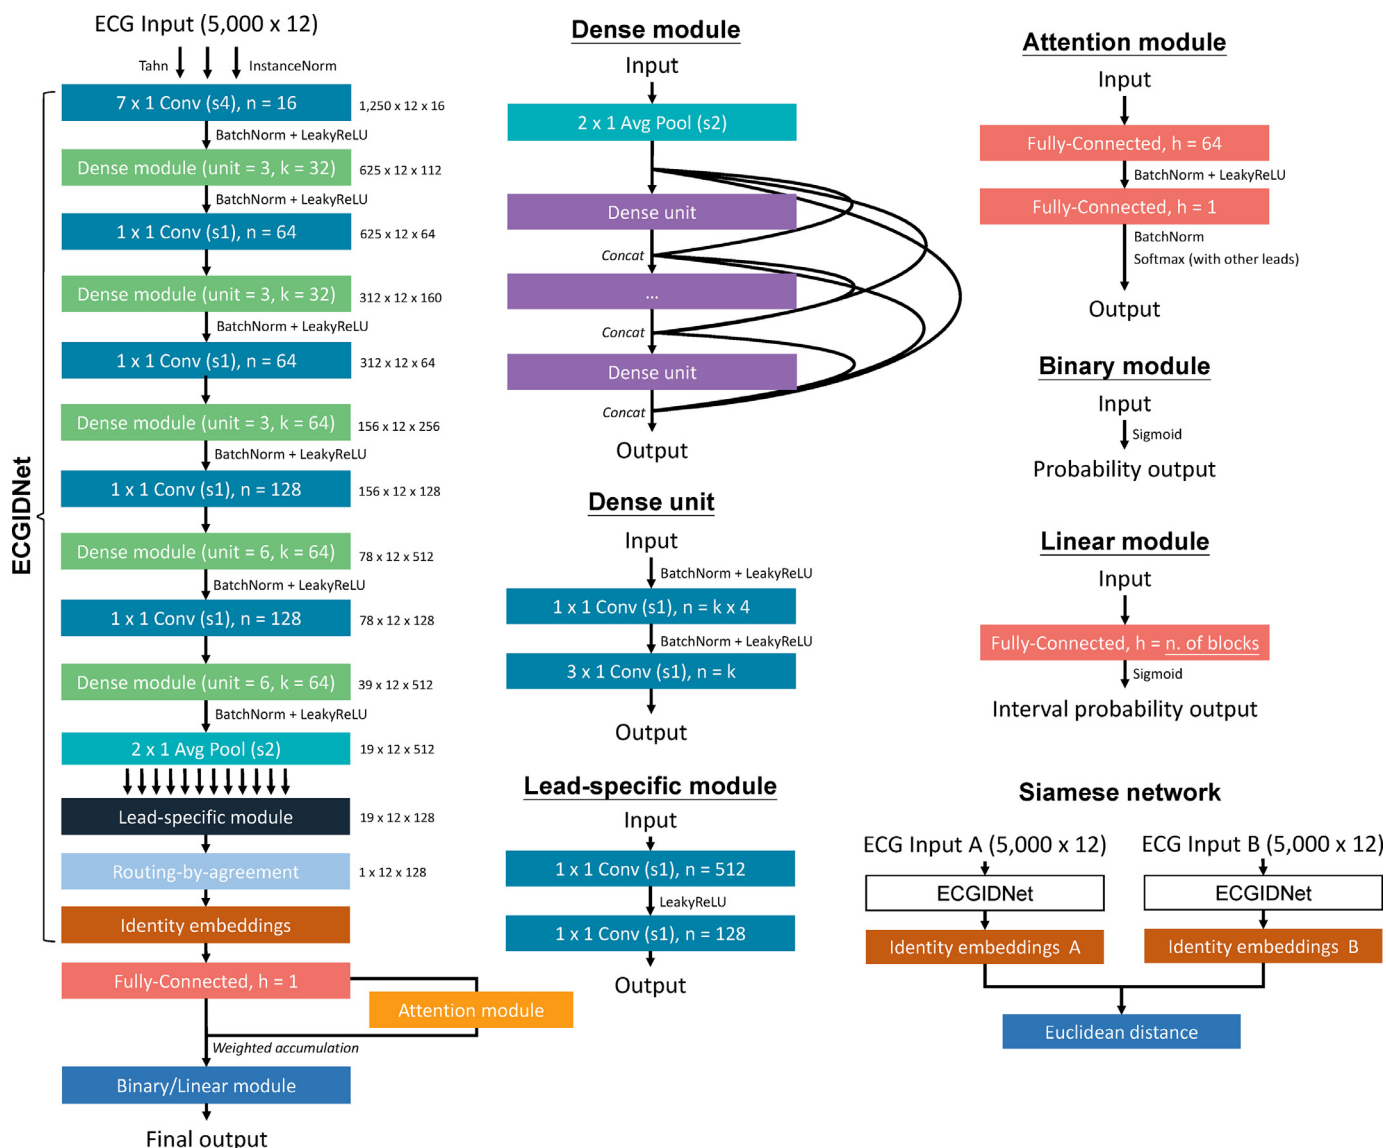 ECG Input (5,000 x 12)
Tahn
InstanceNorm
ECGIDNet
7 x 1 Conv (s4), n = 16
1,250 x 12 x 16
BatchNorm + LeakyReLU
Dense module (unit = 3, k = 32)
625 x 12 x 112
BatchNorm + LeakyReLU
1 x 1 Conv (s1), n = 64
625 x 12 x 64
Dense module (unit = 3, k = 32)
312 x 12 x 160
BatchNorm + LeakyReLU
1 x 1 Conv (s1), n = 64
312 x 12 x 64
Dense module (unit = 3, k = 64)
156 x 12 x 256
BatchNorm + LeakyReLU
1 x 1 Conv (s1), n = 128
156 x 12 x 128
Dense module (unit = 6, k = 64)
78 x 12 x 512
BatchNorm + LeakyReLU
1 x 1 Conv (s1), n = 128
78 x 12 x 128
Dense module (unit = 6, k = 64)
39 x 12 x 512
BatchNorm + LeakyReLU
2 x 1 Avg Pool (s2)
19 x 12 x 512
Lead-specific module
19 x 12 x 128
Routing-by-agreement
1 x 12 x 128
Identity embeddings
Fully-Connected, h = 1
Attention module
Weighted accumulation
Binary/Linear module
Final output
Dense module
Input
2 x 1 Avg Pool (s2)
Dense unit
Concat
...
Concat
Dense unit
Concat
Output
Dense unit
Input
BatchNorm + LeakyReLU
1 x 1 Conv (s1), n = k x 4
BatchNorm + LeakyReLU
3 x 1 Conv (s1), n = k
Output
Lead-specific module
Input
1 x 1 Conv (s1), n = 512
LeakyReLU
1 x 1 Conv (s1), n = 128
Output
Attention module
Input
Fully-Connected, h = 64
BatchNorm + LeakyReLU
Fully-Connected, h = 1
BatchNorm
Softmax (with other leads)
Output
Binary module
Input
Sigmoid
Probability output
Linear module
Input
Fully-Connected, h = n. of blocks
Sigmoid
Interval probability output
Siamese network
ECG Input A (5,000 x 12)
ECG Input B (5,000 x 12)
ECGIDNet
ECGIDNet
Identity embeddings A
Identity embeddings B
Euclidean distance